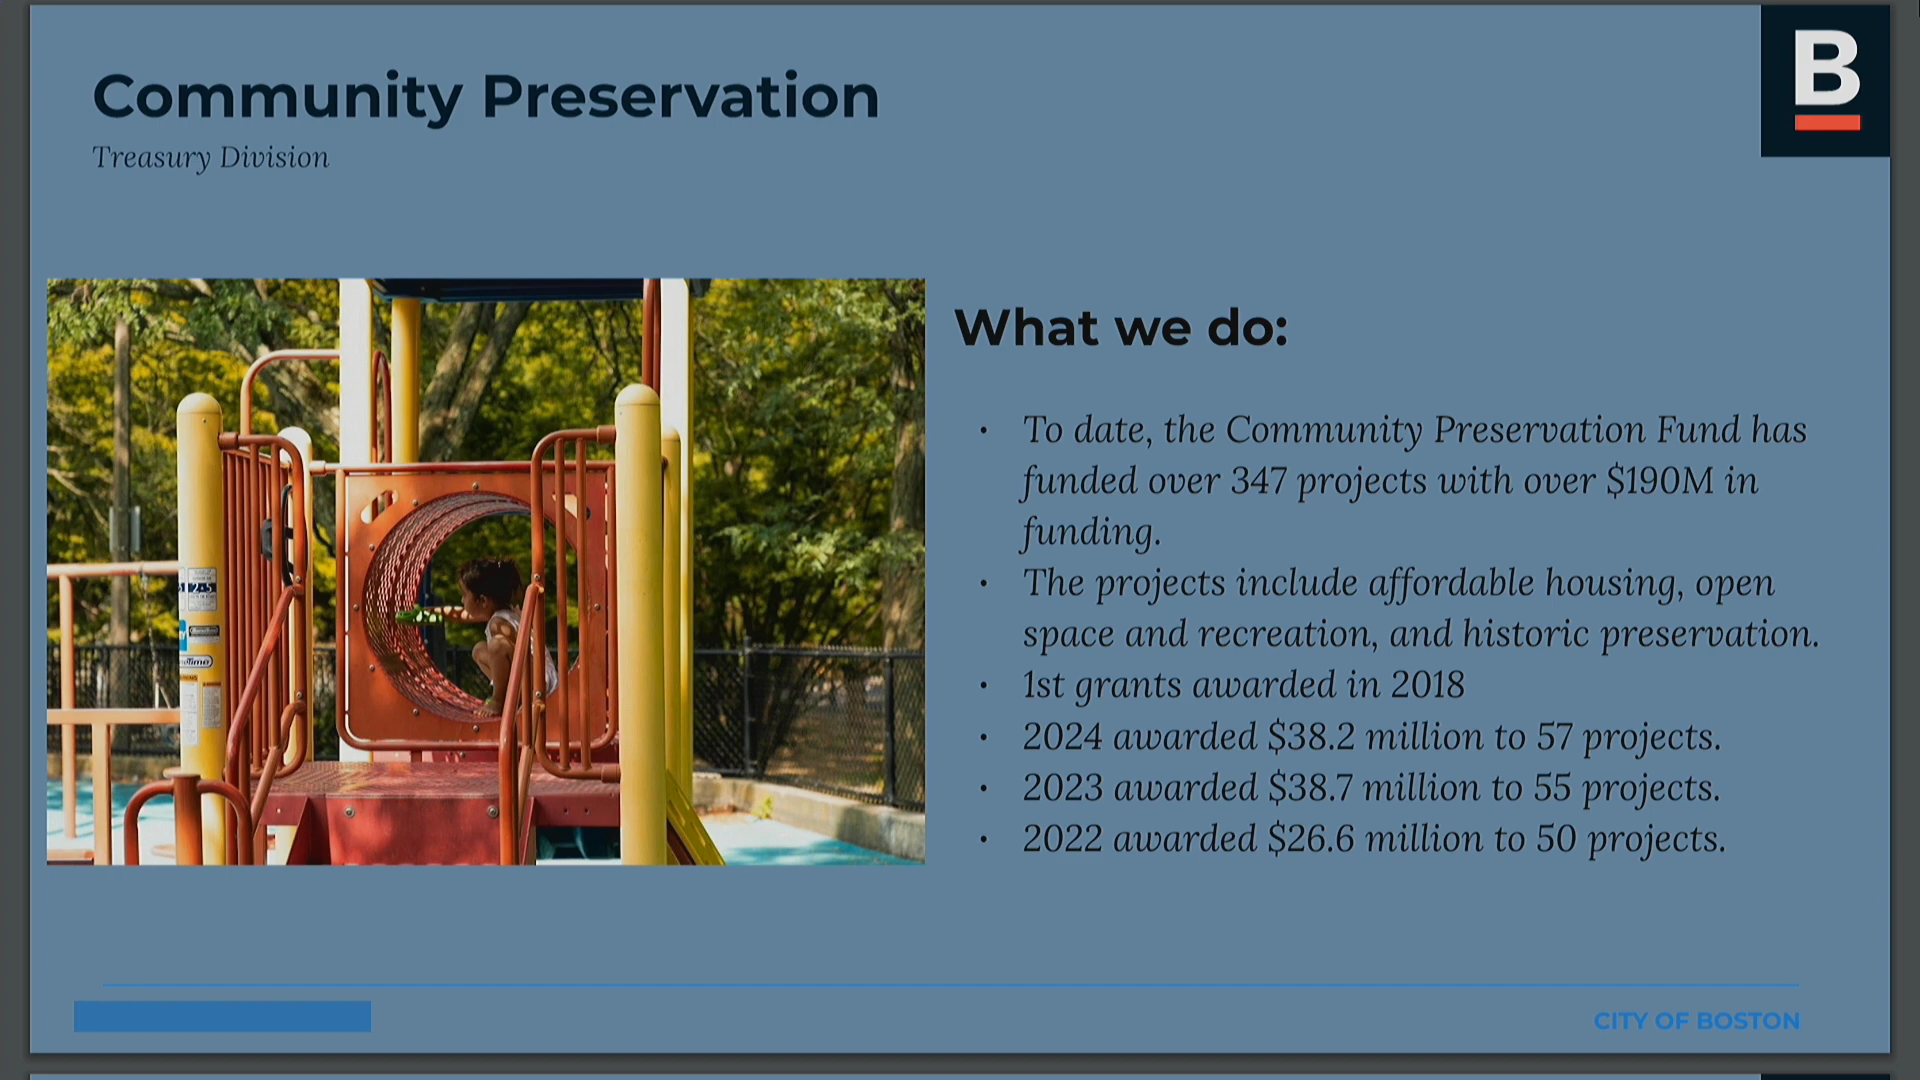 B
Community Preservation
Treasury Division
What we do:
• To date, the Community Preservation Fund has
funded over 347 projects with over $190M in
funding.
• The projects include affordable housing, open
space and recreation, and historic preservation.
• 1st grants awarded in 2018
• 2024 awarded $38.2 million to 57 projects.
• 2023 awarded $38.7 million to 55 projects.
• 2022 awarded $26.6 million to 50 projects.
2-5
CITY OF BOSTON